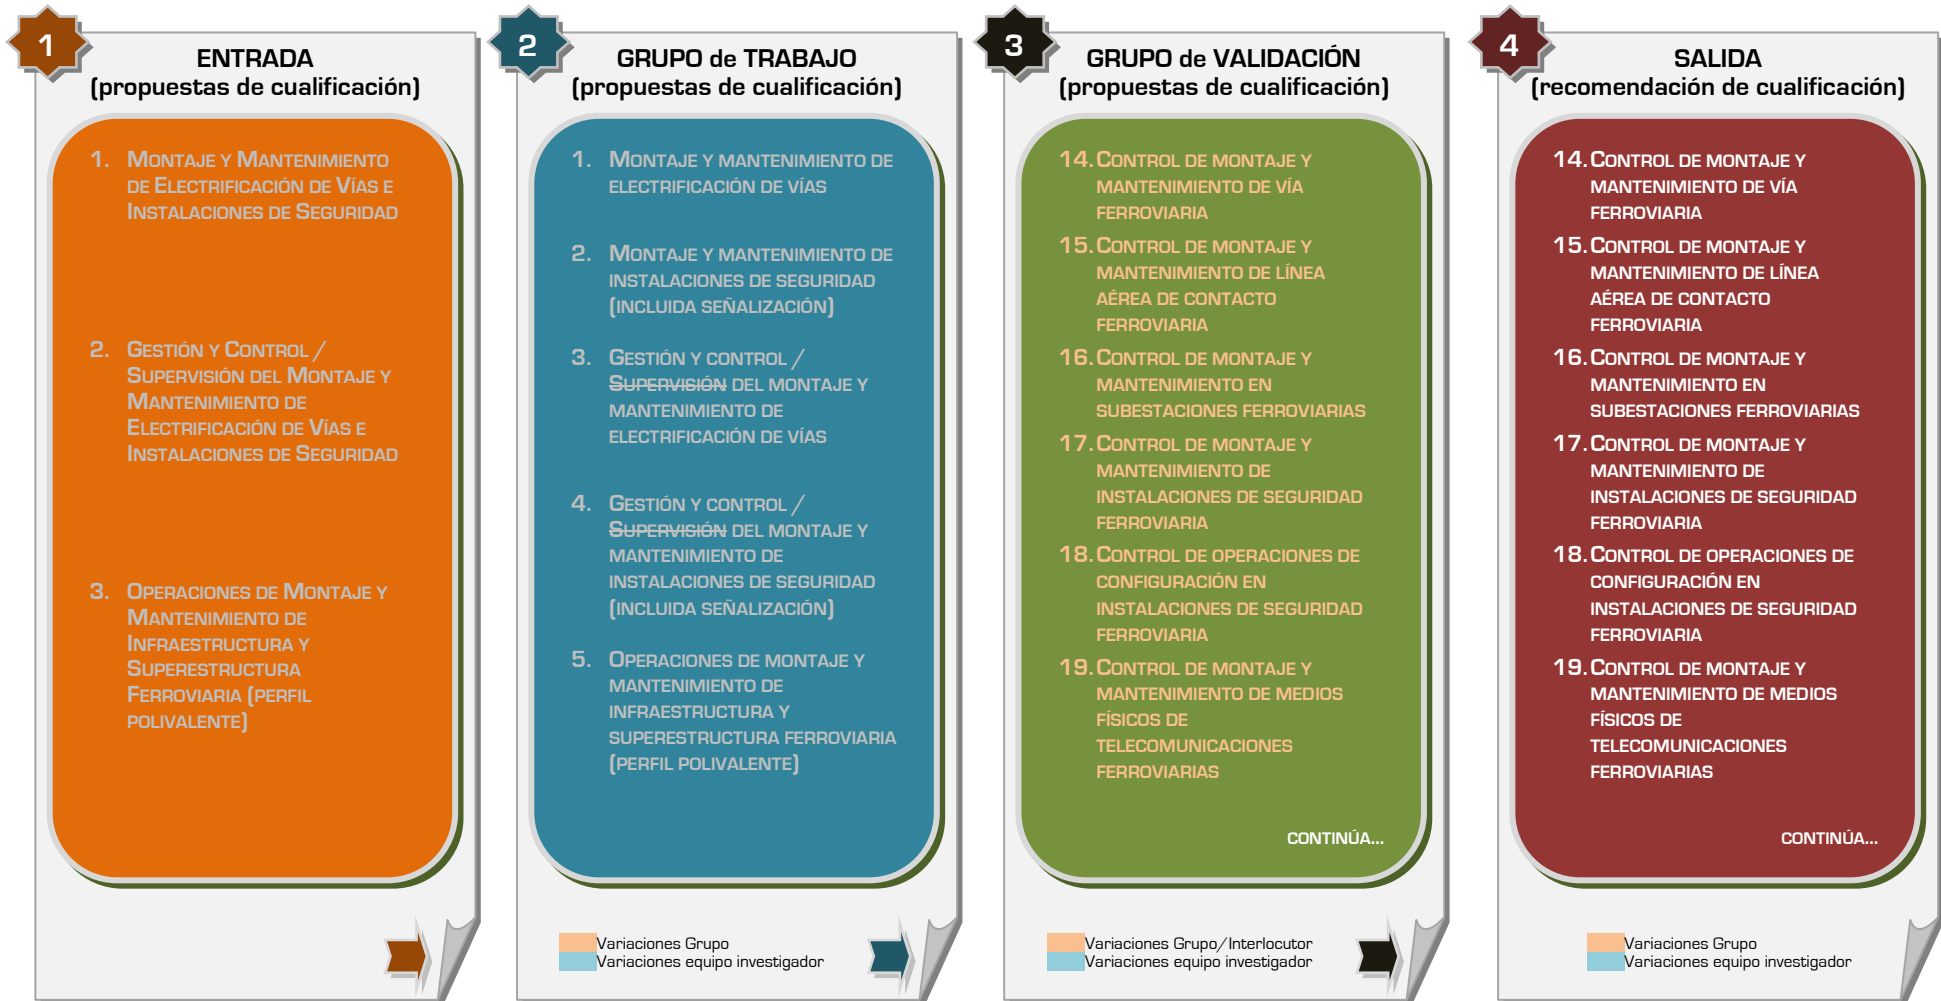 1
ENTRADA
(propuestas de cualificación)
1. Montaje y Mantenimiento
de Electrificación de Vías e
Instalaciones de Seguridad
2. Gestión y Control /
Supervisión del Montaje y
Mantenimiento de
Electrificación de Vías e
Instalaciones de Seguridad
3. Operaciones de Montaje y
Mantenimiento de
Infraestructura y
Superestructura
Ferroviaria (perfil
polivalente)
2
GRUPO de TRABAJO
(propuestas de cualificación)
1. Montaje y mantenimiento de
electrificación de vías
2. Montaje y mantenimiento de
instalaciones de seguridad
(incluida señalización)
3. Gestión y control /
Supervisión del montaje y
mantenimiento de
electrificación de vías
4. Gestión y control /
Supervisión del montaje y
mantenimiento de
instalaciones de seguridad
(incluida señalización)
5. Operaciones de montaje y
mantenimiento de
infraestructura y
superestructura ferroviaria
(perfil polivalente)
Variaciones Grupo
Variaciones equipo investigador
3
GRUPO de VALIDACIÓN
(propuestas de cualificación)
14. Control de montaje y
mantenimiento de vía
ferroviaria
15. Control de montaje y
mantenimiento de línea
aérea de contacto
ferroviaria
16. Control de montaje y
mantenimiento en
subestaciones ferroviarias
17. Control de montaje y
mantenimiento de
instalaciones de seguridad
ferroviaria
18. Control de operaciones de
configuración en
instalaciones de seguridad
ferroviaria
19. Control de montaje y
mantenimiento de medios
físicos de
telecomunicaciones
ferroviarias
continúa...
Variaciones Grupo/Interlocutor
Variaciones equipo investigador
4
SALIDA
(recomendación de cualificación)
14. Control de montaje y
mantenimiento de vía
ferroviaria
15. Control de montaje y
mantenimiento de línea
aérea de contacto
ferroviaria
16. Control de montaje y
mantenimiento en
subestaciones ferroviarias
17. Control de montaje y
mantenimiento de
instalaciones de seguridad
ferroviaria
18. Control de operaciones de
configuración en
instalaciones de seguridad
ferroviaria
19. Control de montaje y
mantenimiento de medios
físicos de
telecomunicaciones
ferroviarias
continúa...
Variaciones Grupo
Variaciones equipo investigador